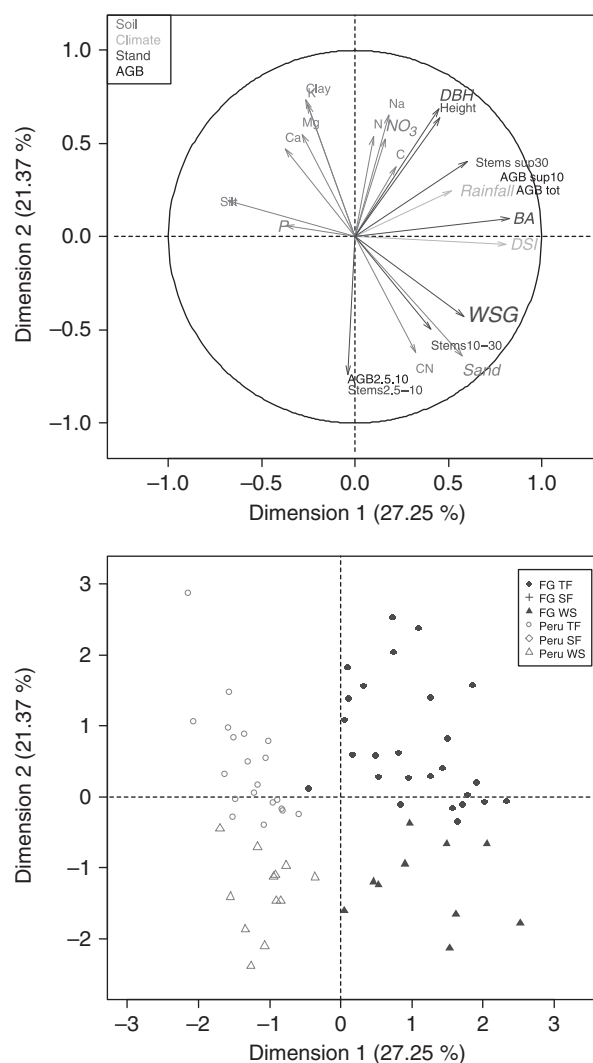 Soil
Climate
Stand
AGB
1.0
0.5
0.0
−0.5
−1.0
Dimension 2 (21.37 %)
Clay
K
Mg
Ca
Silt
P
Na
N
NO3
C
DBH
Height
Stems sup30
AGB sup10
Rainfall
AGB tot
BA
DSI
WSG
Stems10−30
CN
Sand
AGB2.5.10
Stems2.5−10
−1.0 −0.5 0.0 0.5 1.0
Dimension 1 (27.25 %)
3
2
1
0
−1
−2
Dimension 2 (21.37 %)
FG TF
FG SF
FG WS
Peru TF
Peru SF
Peru WS
−3 −2 −1 0 1 2 3
Dimension 1 (27.25 %)